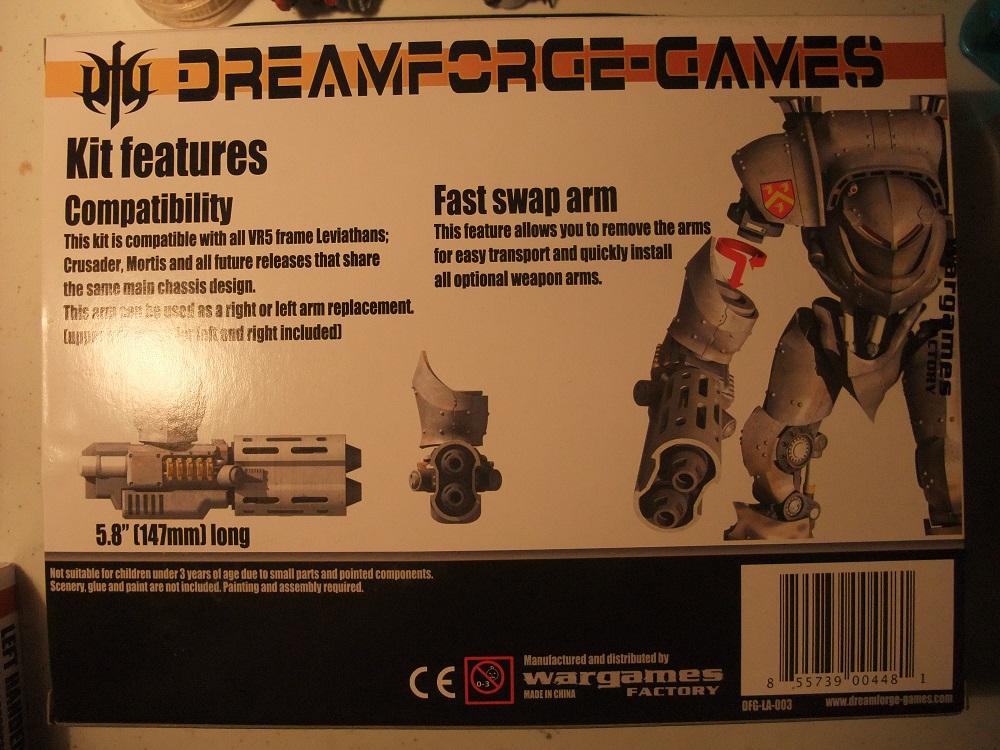 dfg DREAMFORGE-GAMES
Kit features
Compatibility
This kit is compatible with all VR5 frame Leviathans;
Crusader, Mortis and all future releases that share
the same main chassis design.
This arm can be used as a right or left arm replacement.
left and right included)
Fast swap arm
This feature allows you to remove the arms
for easy transport and quickly install
all optional weapon arms.
5.8" (147mm) long
wargames
FACTORY
Not suitable for children under 3 years of age due to small parts and pointed components.
Scenery, glue and paint are not included. Painting and assembly required.
CE
0-3
Manufactured and distributed by
wargames
MADE IN CHINA FACTORY
8 55739 00448 1
DFG-LA-003 www.dreamforge-games.com
LEFT HANDED